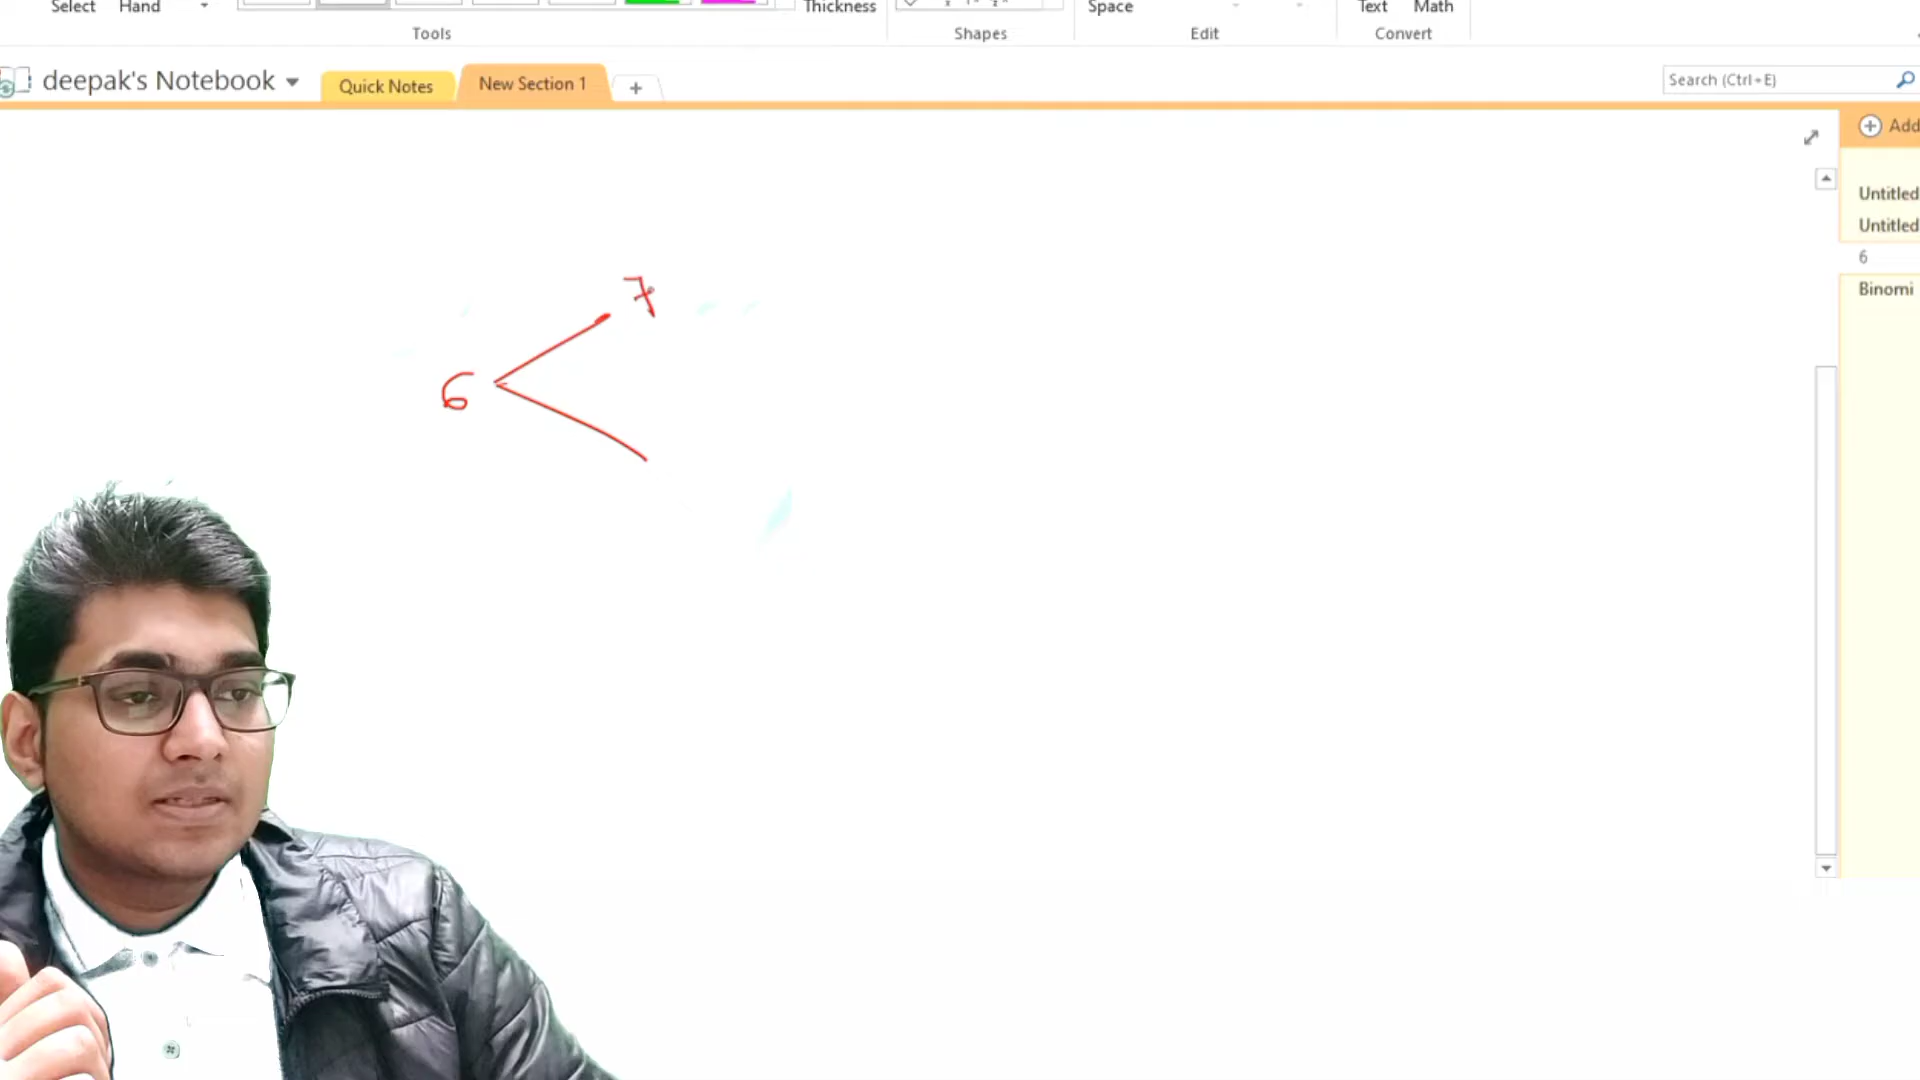 Select Hand Thickness Space Text Math
Tools Shapes Edit Convert
deepak's Notebook Quick Notes New Section 1 + Search (Ctrl+E)
Add
Untitled
Untitled
6
Binomi
7
6